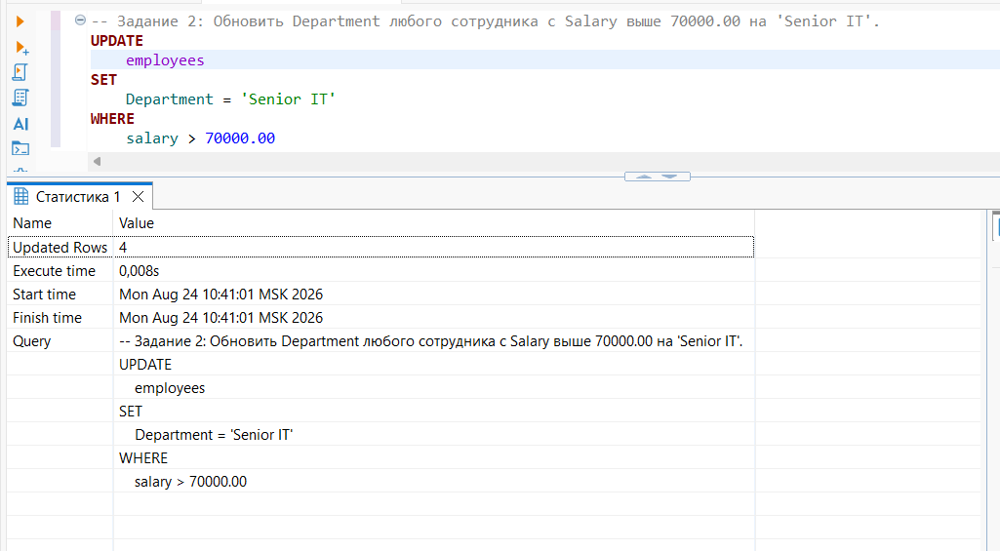 -- Задание 2: Обновить Department любого сотрудника с Salary выше 70000.00 на 'Senior IT'.
UPDATE
employees
SET
Department = 'Senior IT'
WHERE
salary > 70000.00
AI
Статистика 1
Name Value
Updated Rows 4
Execute time 0,008s
Start time Mon Aug 24 10:41:01 MSK 2026
Finish time Mon Aug 24 10:41:01 MSK 2026
Query -- Задание 2: Обновить Department любого сотрудника с Salary выше 70000.00 на 'Senior IT'.
UPDATE
employees
SET
Department = 'Senior IT'
WHERE
salary > 70000.00